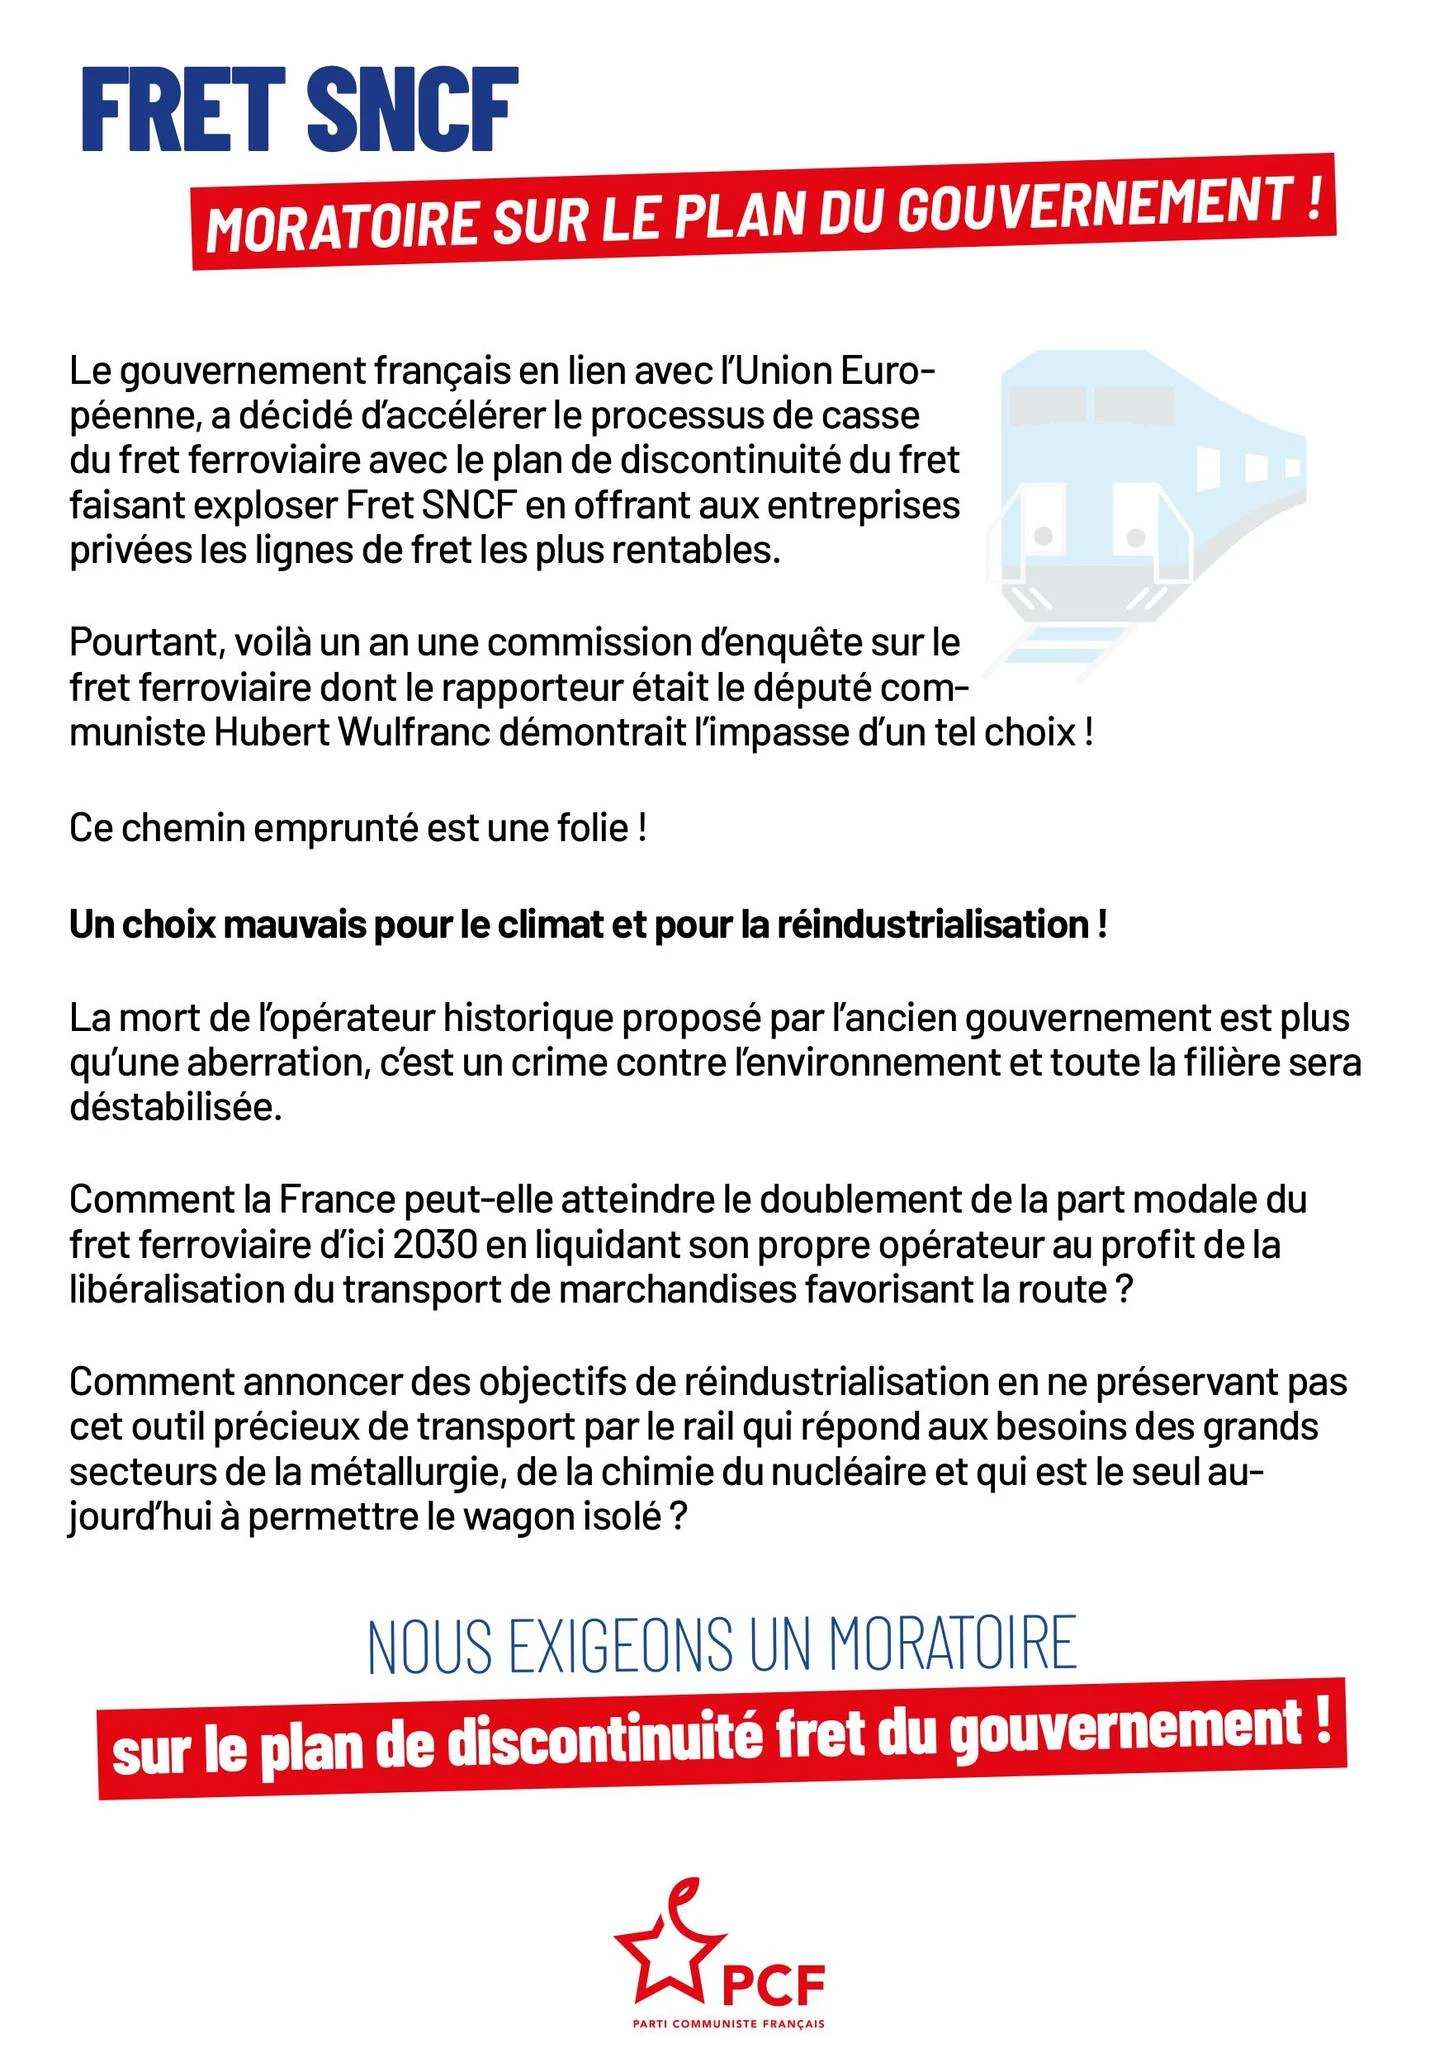 FRET SNCF
MORATOIRE SUR LE PLAN DU GOUVERNEMENT !
Le gouvernement français en lien avec l'Union Euro-
péenne, a décidé d'accélérer le processus de casse
du fret ferroviaire avec le plan de discontinuité du fret
faisant exploser Fret SNCF en offrant aux entreprises
privées les lignes de fret les plus rentables.
Pourtant, voilà un an une commission d'enquête sur le
fret ferroviaire dont le rapporteur était le député com-
muniste Hubert Wulfranc démontrait l'impasse d'un tel choix !
Ce chemin emprunté est une folie !
Un choix mauvais pour le climat et pour la réindustrialisation !
La mort de l'opérateur historique proposé par l'ancien gouvernement est plus
qu'une aberration, c'est un crime contre l'environnement et toute la filière sera
déstabilisée.
Comment la France peut-elle atteindre le doublement de la part modale du
fret ferroviaire d'ici 2030 en liquidant son propre opérateur au profit de la
libéralisation du transport de marchandises favorisant la route ?
Comment annoncer des objectifs de réindustrialisation en ne préservant pas
cet outil précieux de transport par le rail qui répond aux besoins des grands
secteurs de la métallurgie, de la chimie du nucléaire et qui est le seul au-
jourd'hui à permettre le wagon isolé ?
NOUS EXIGEONS UN MORATOIRE
sur le plan de discontinuité fret du gouvernement !
PCF
PARTI COMMUNISTE FRANÇAIS